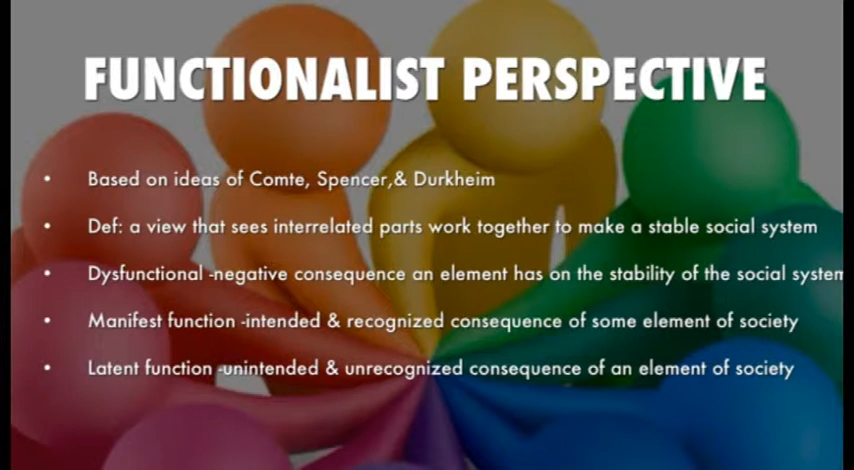 FUNCTIONALIST PERSPECTIVE
• Based on ideas of Comte, Spencer,& Durkheim
• Def: a view that sees interrelated parts work together to make a stable social system
• Dysfunctional -negative consequence an element has on the stability of the social system
• Manifest function -intended & recognized consequence of some element of society
• Latent function -unintended & unrecognized consequence of an element of society